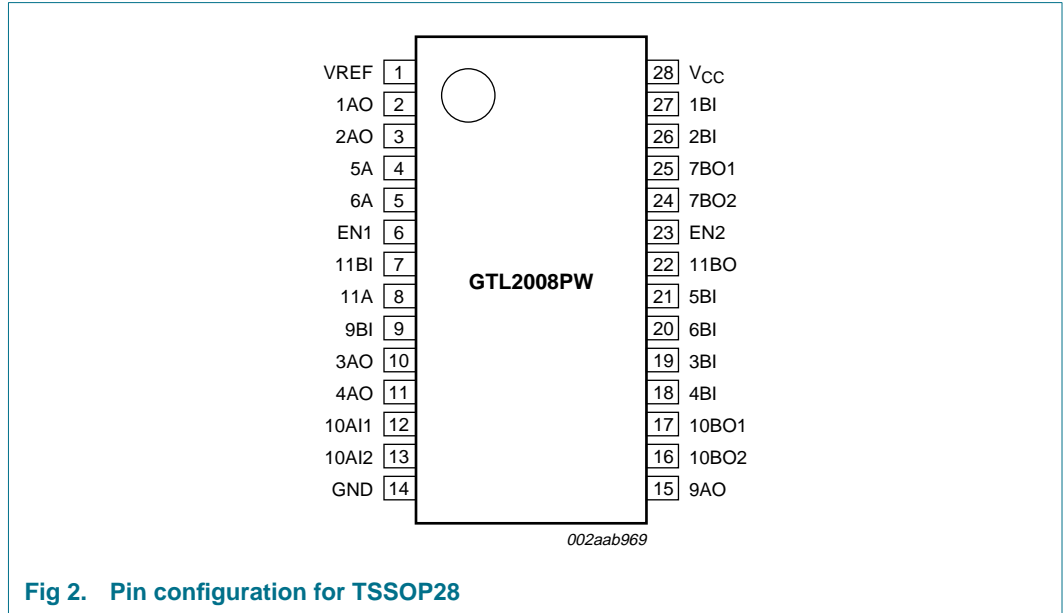 VREF 1 28 VCC
1AO 2 27 1BI
2AO 3 26 2BI
5A 4 25 7BO1
6A 5 24 7BO2
EN1 6 23 EN2
11BI 7 22 11BO
GTL2008PW
11A 8 21 5BI
9BI 9 20 6BI
3AO 10 19 3BI
4AO 11 18 4BI
10AI1 12 17 10BO1
10AI2 13 16 10BO2
GND 14 15 9AO
002aab969
Fig 2. Pin configuration for TSSOP28